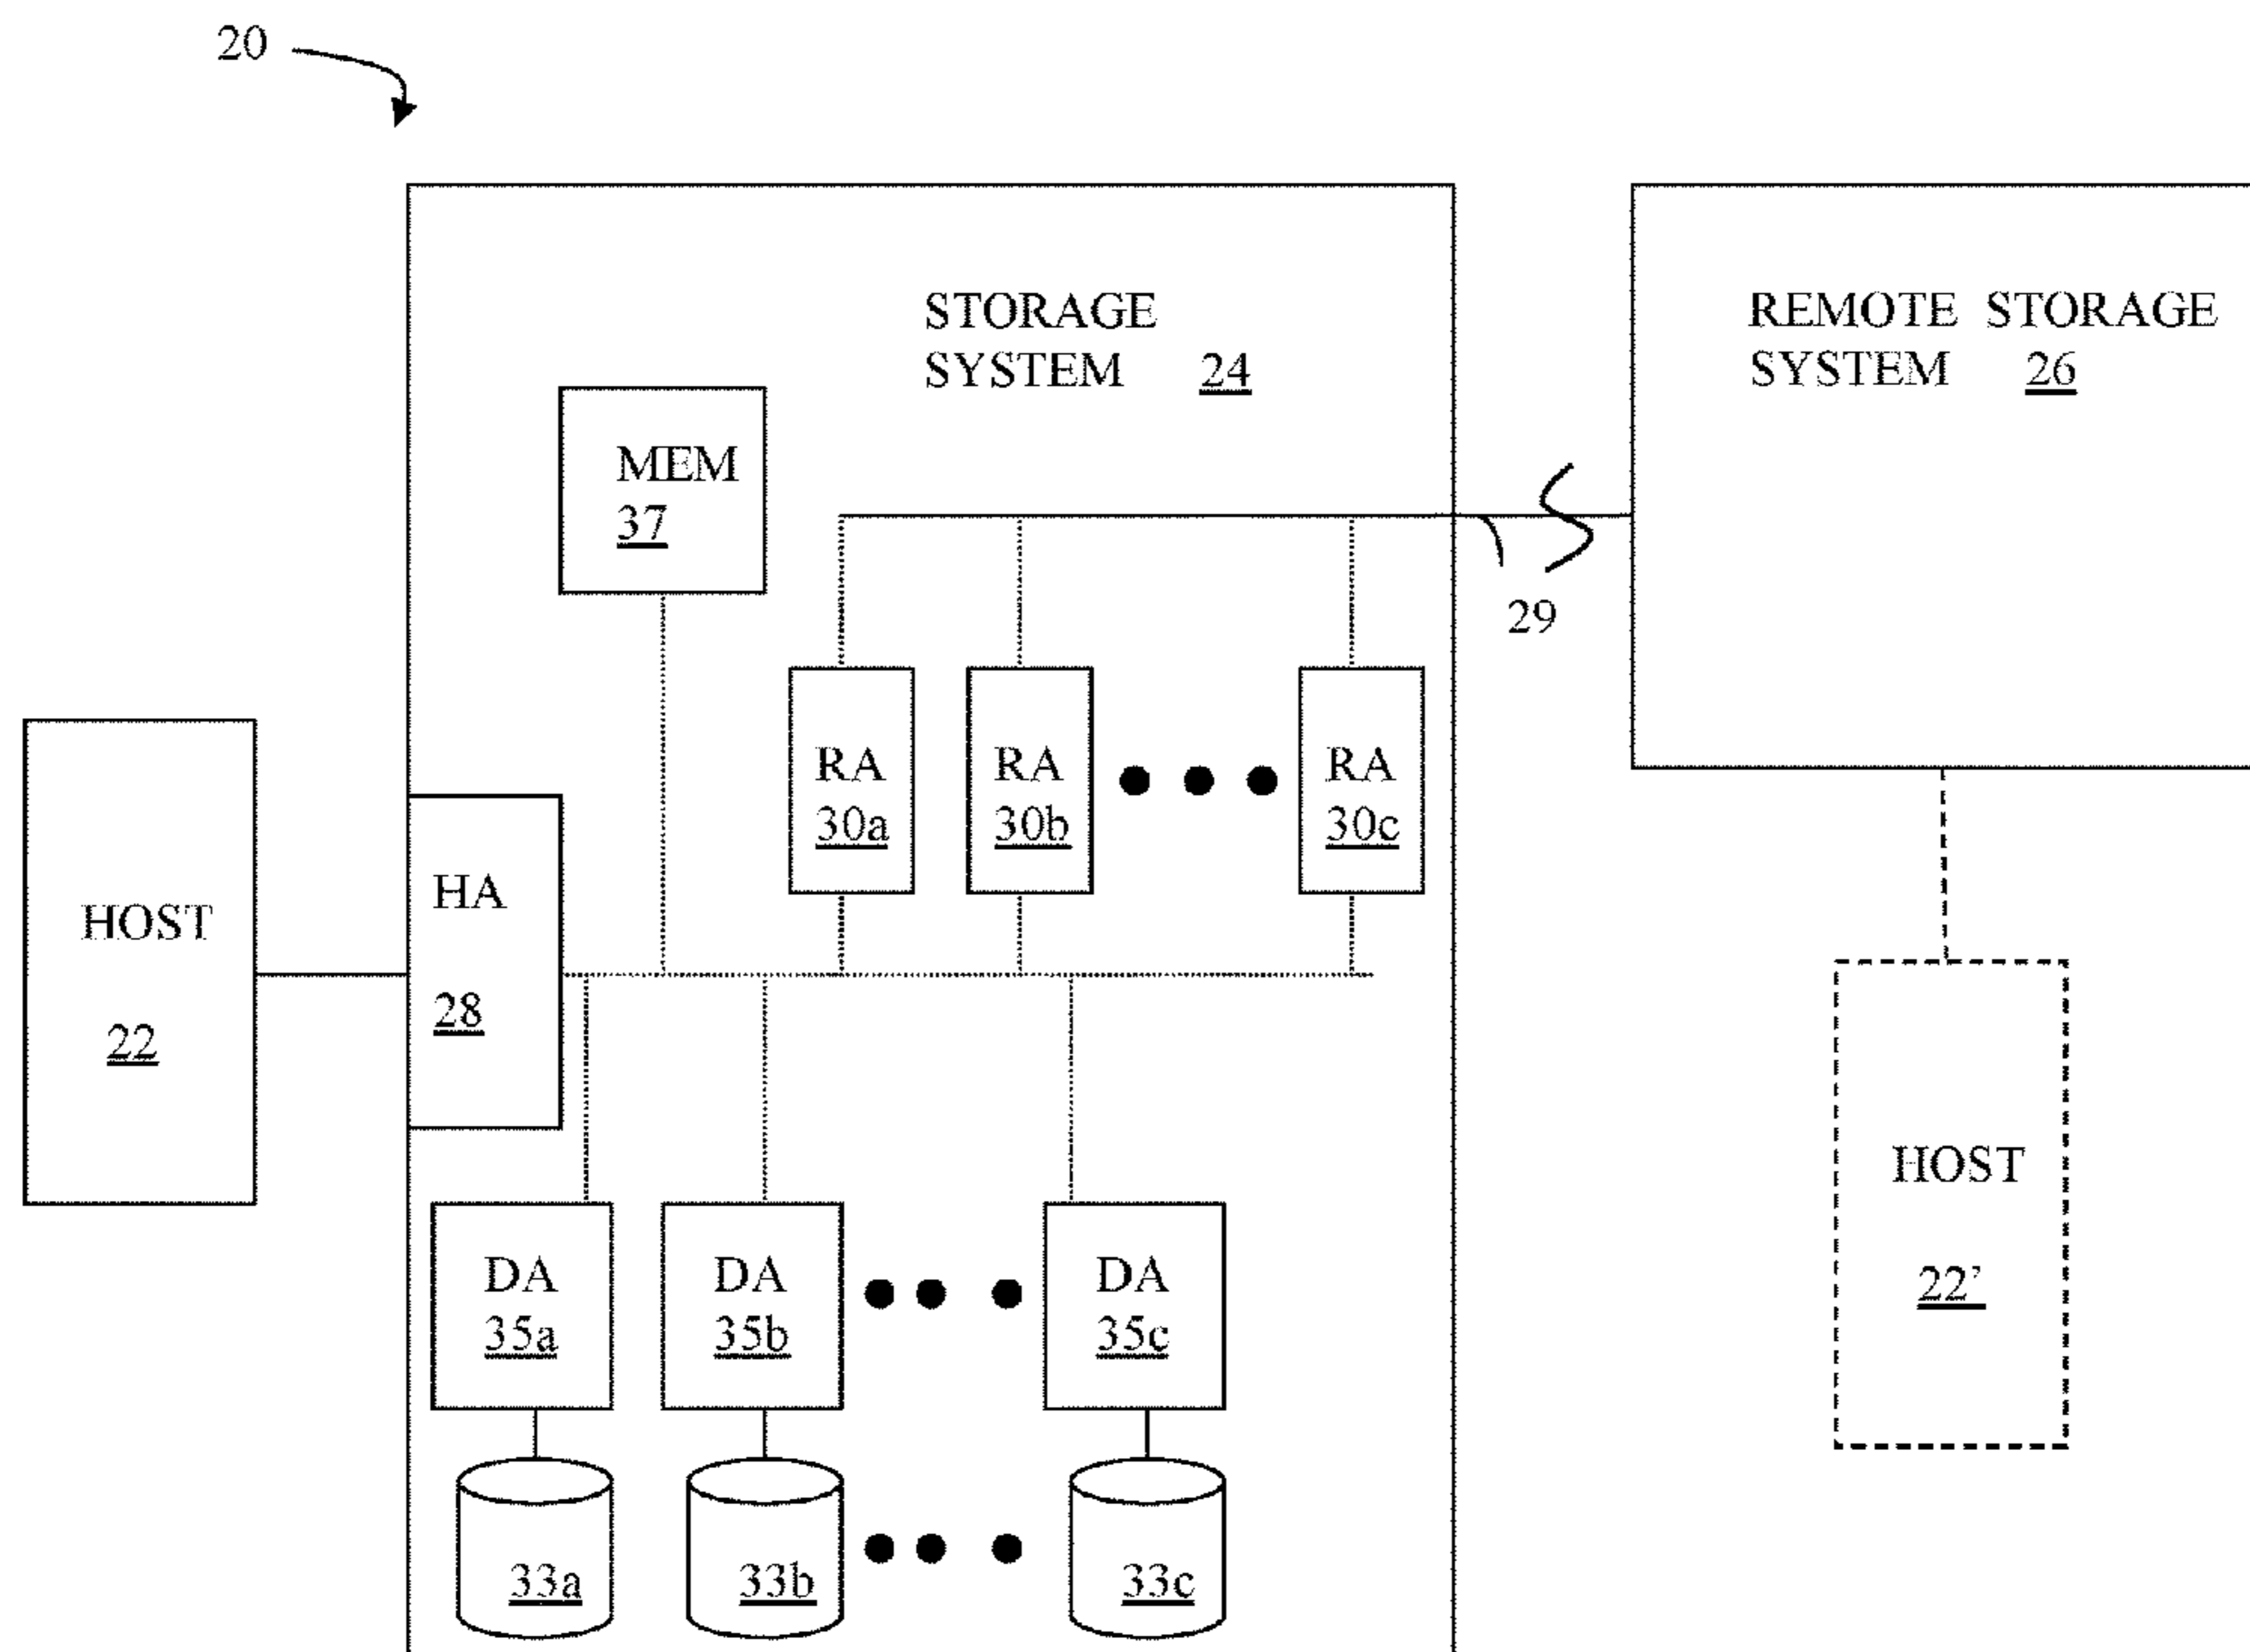 20
STORAGE
SYSTEM 24
REMOTE STORAGE
SYSTEM 26
MEM
37
29
RA
30a
RA
30b
RA
30c
HA
28
HOST
22
HOST
22’
DA
35a
DA
35b
DA
35c
33a
33b
33c